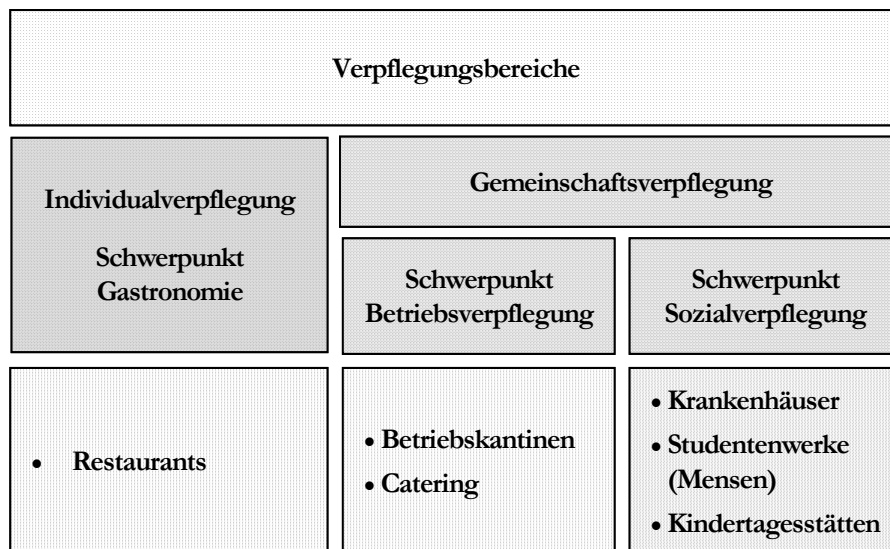 Verpflegungsbereiche
Individualverpflegung
Schwerpunkt
Gastronomie
Gemeinschaftsverpflegung
Schwerpunkt
Betriebsverpflegung
Schwerpunkt
Sozialverpflegung
• Restaurants
• Betriebskantinen
• Catering
• Krankenhäuser
• Studentenwerke
(Mensen)
• Kindertagesstätten